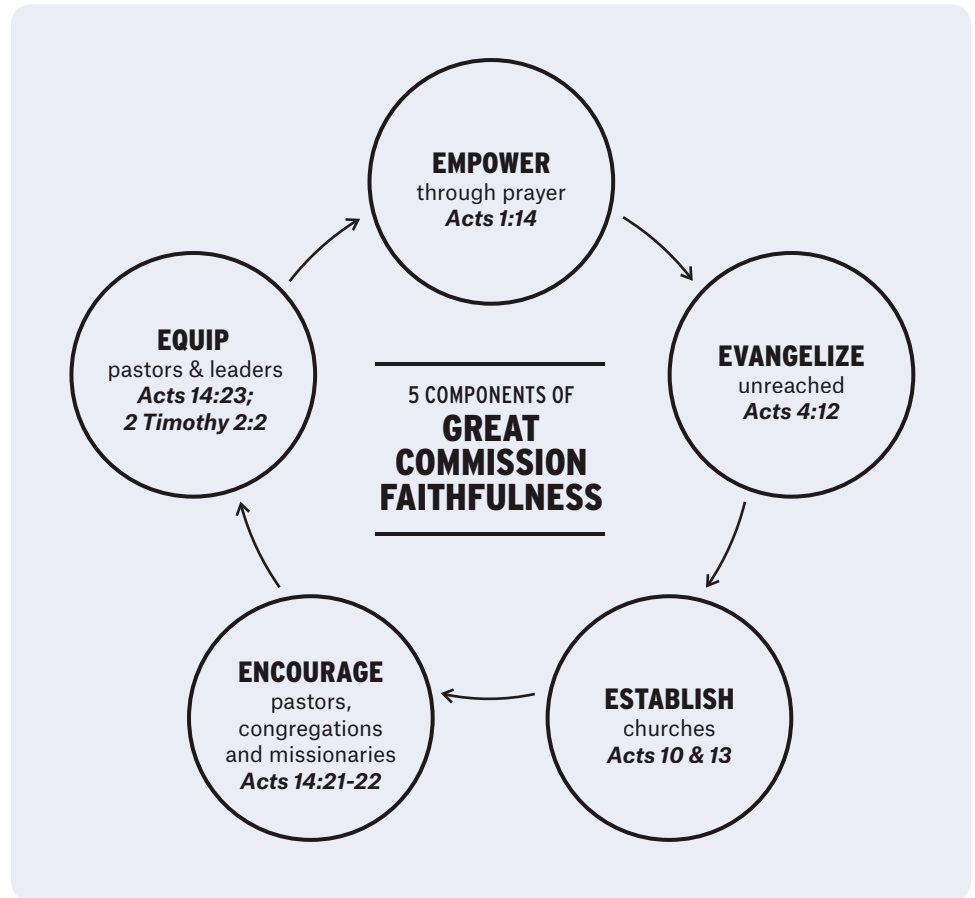 EMPOWER
through prayer
Acts 1:14
EVANGELIZE
unreached
Acts 4:12
ESTABLISH
churches
Acts 10 & 13
ENCOURAGE
pastors,
congregations
and missionaries
Acts 14:21-22
EQUIP
pastors & leaders
Acts 14:23;
2 Timothy 2:2
5 COMPONENTS OF
GREAT
COMMISSION
FAITHFULNESS